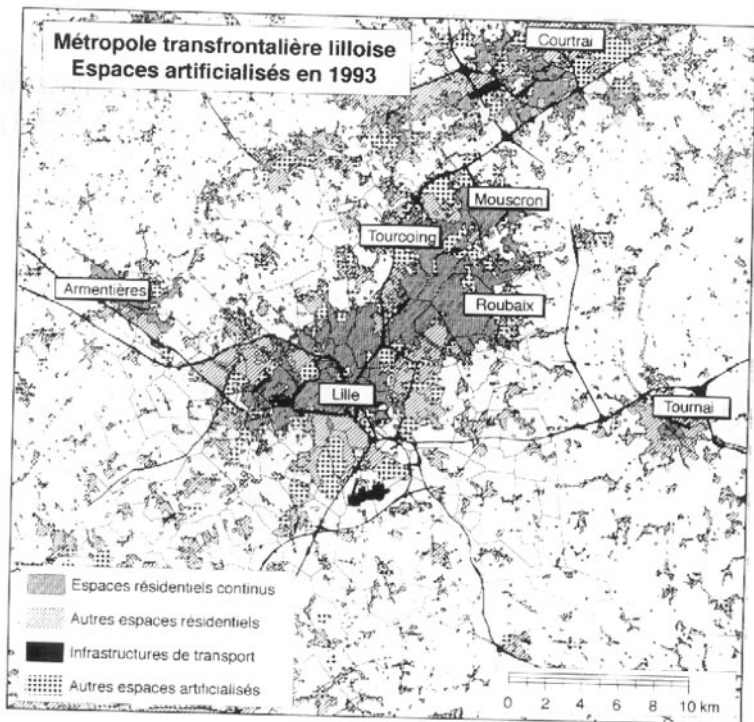 Métropole transfrontalière lilloise
Espaces artificialisés en 1993
Courtrai
Mouscron
Tourcoing
Armentières
Roubaix
Lille
Tournai
Espaces résidentiels continus
Autres espaces résidentiels
Infrastructures de transport
Autres espaces artificialisés
0 2 4 6 8 10 km